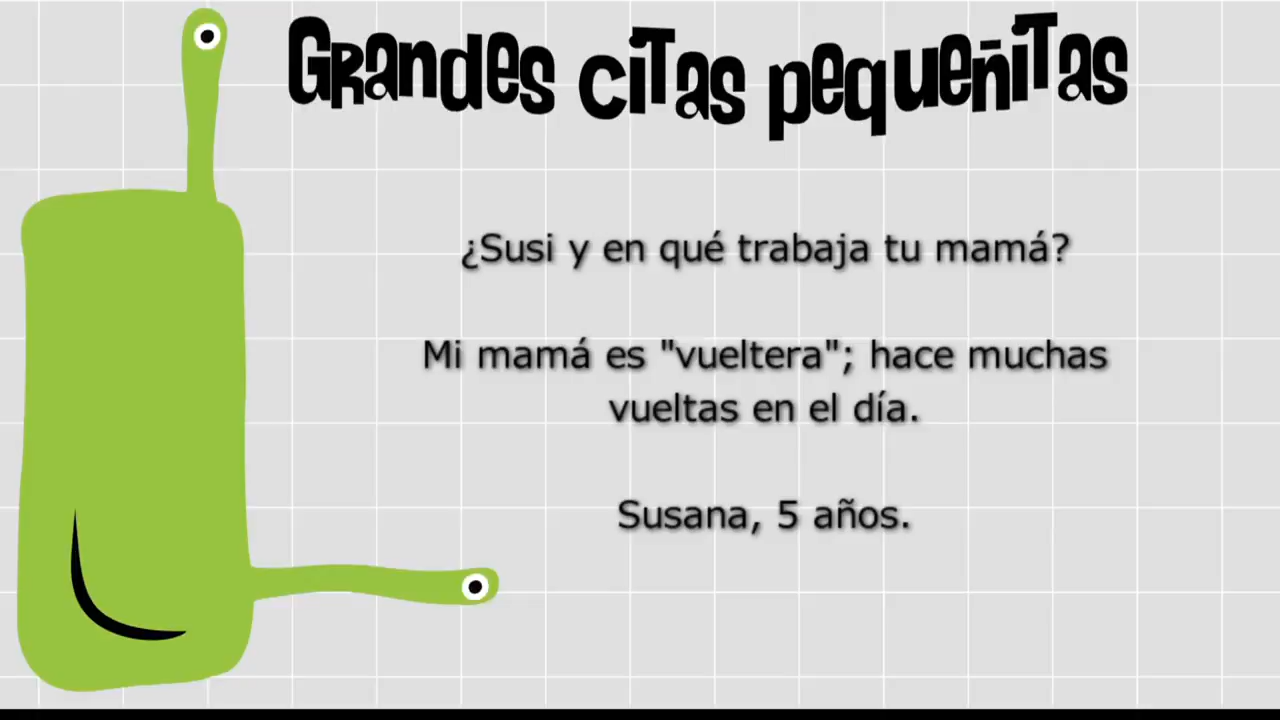 Grandes citas pequeñitas
¿Susi y en qué trabaja tu mamá?
Mi mamá es "vueltera"; hace muchas
vueltas en el día.
Susana, 5 años.